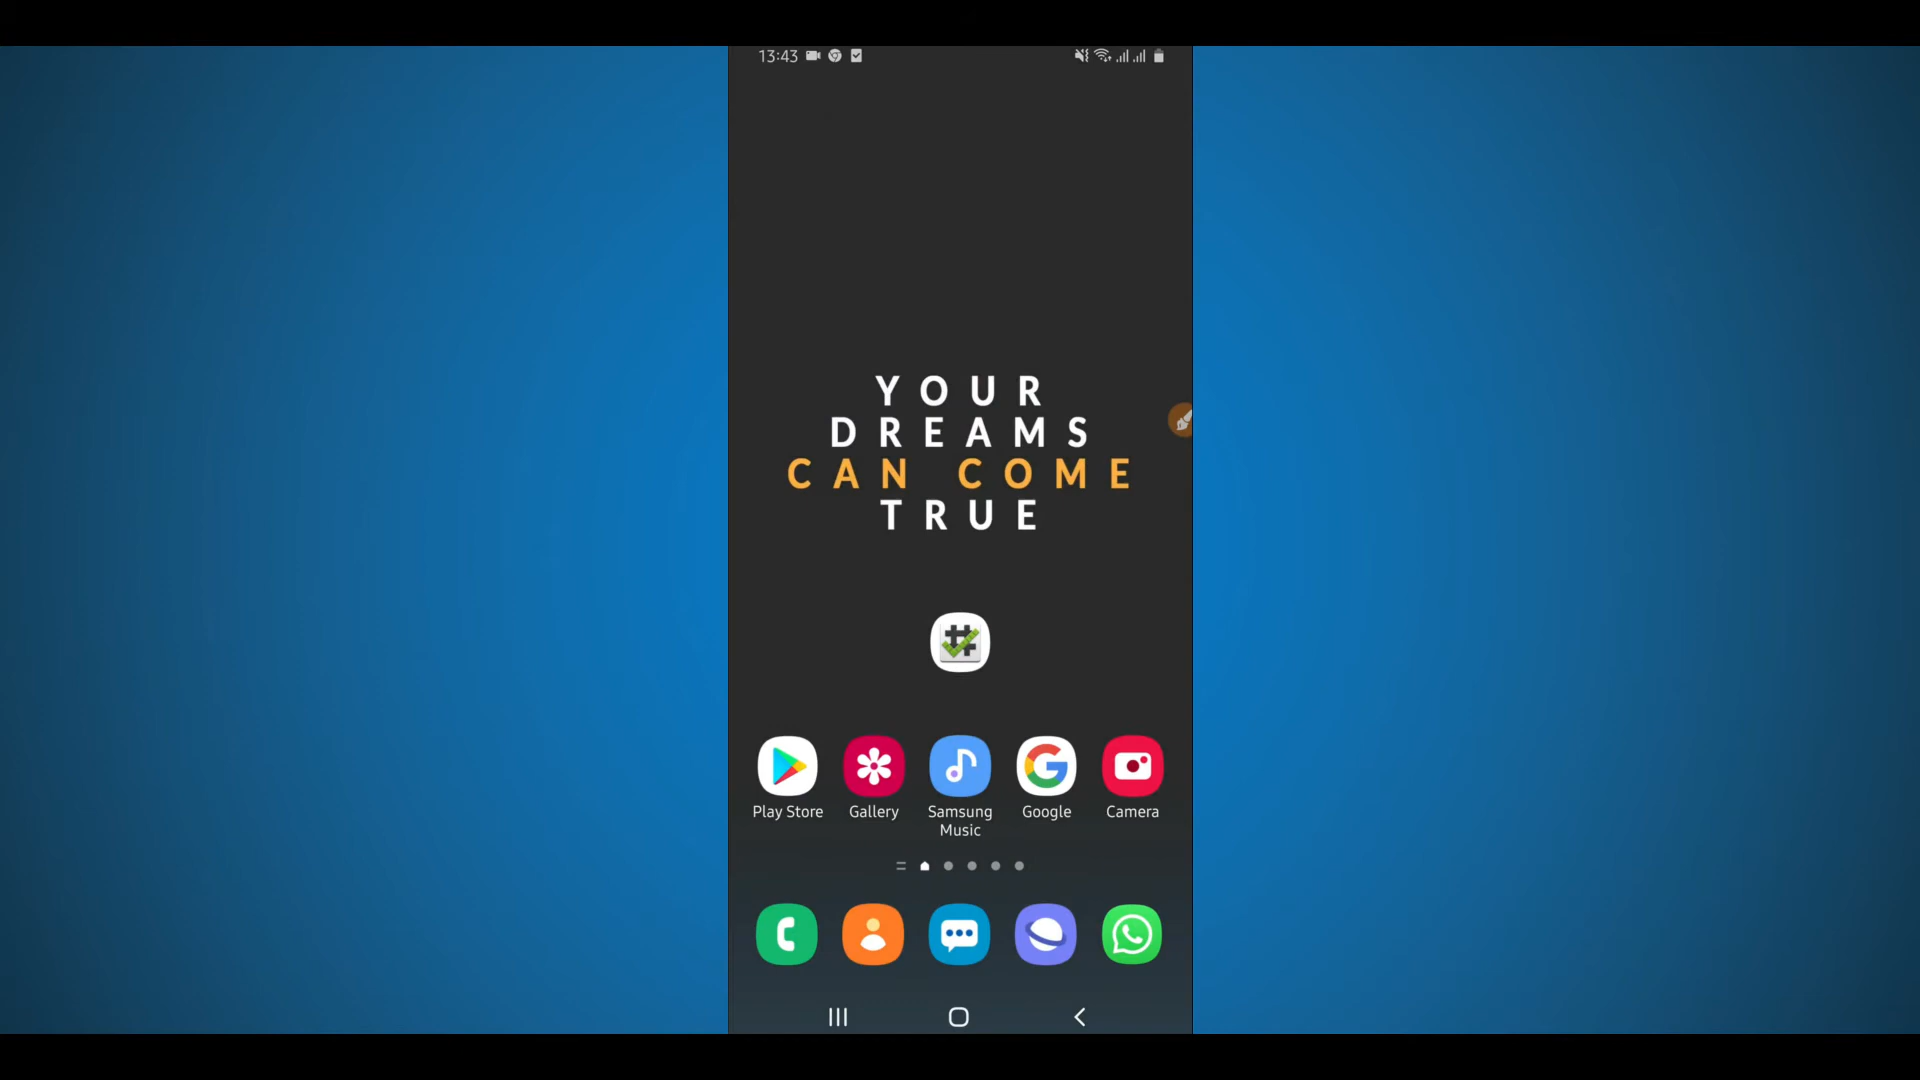 13:43
YOUR
DREAMS
CAN COME
TRUE
Play Store
Gallery
Samsung
Music
Google
Camera